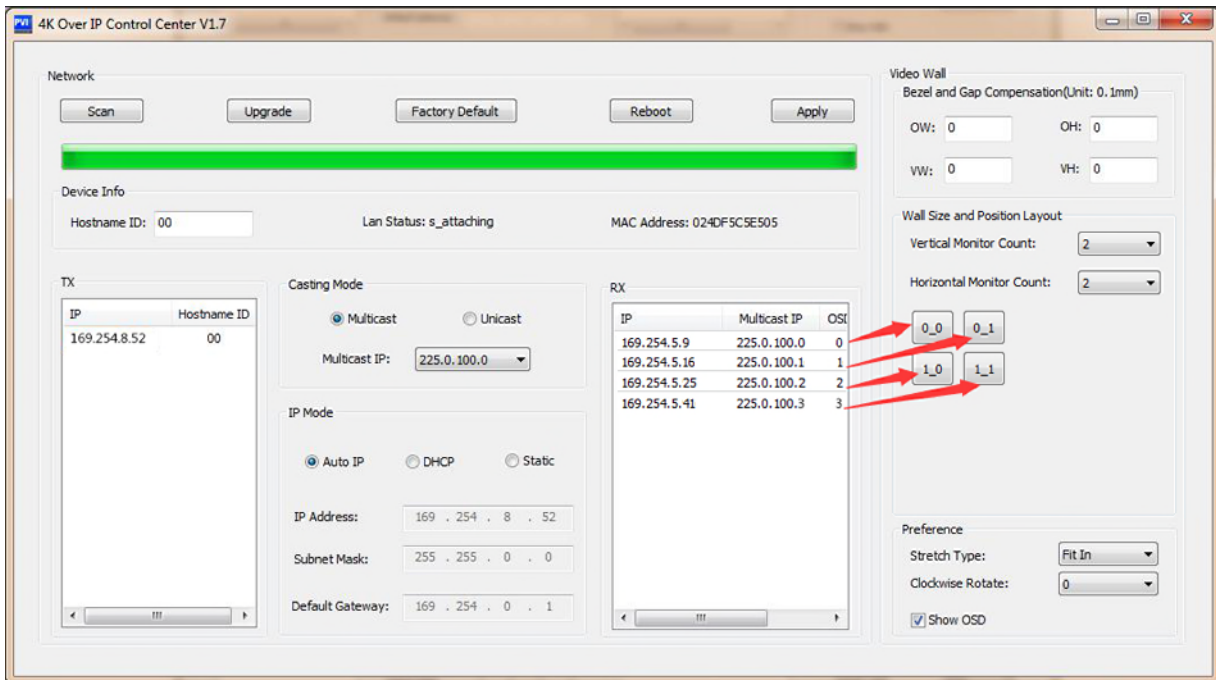 PVI 4K Over IP Control Center V1.7
Network
Scan Upgrade Factory Default Reboot Apply
Device Info
Hostname ID: 00 Lan Status: s_attaching MAC Address: 024DF5C5E505
TX
IP Hostname ID
169.254.8.52 00
Casting Mode
Multicast Unicast
Multicast IP: 225.0.100.0
IP Mode
Auto IP DHCP Static
IP Address: 169 . 254 . 8 . 52
Subnet Mask: 255 . 255 . 0 . 0
Default Gateway: 169 . 254 . 0 . 1
RX
IP Multicast IP OSI
169.254.5.9 225.0.100.0 0
169.254.5.16 225.0.100.1 1
169.254.5.25 225.0.100.2 2
169.254.5.41 225.0.100.3 3
Video Wall
Bezel and Gap Compensation(Unit: 0.1mm)
OW: 0 OH: 0
VW: 0 VH: 0
Wall Size and Position Layout
Vertical Monitor Count: 2
Horizontal Monitor Count: 2
0_0 0_1
1_0 1_1
Preference
Stretch Type: Fit In
Clockwise Rotate: 0
Show OSD